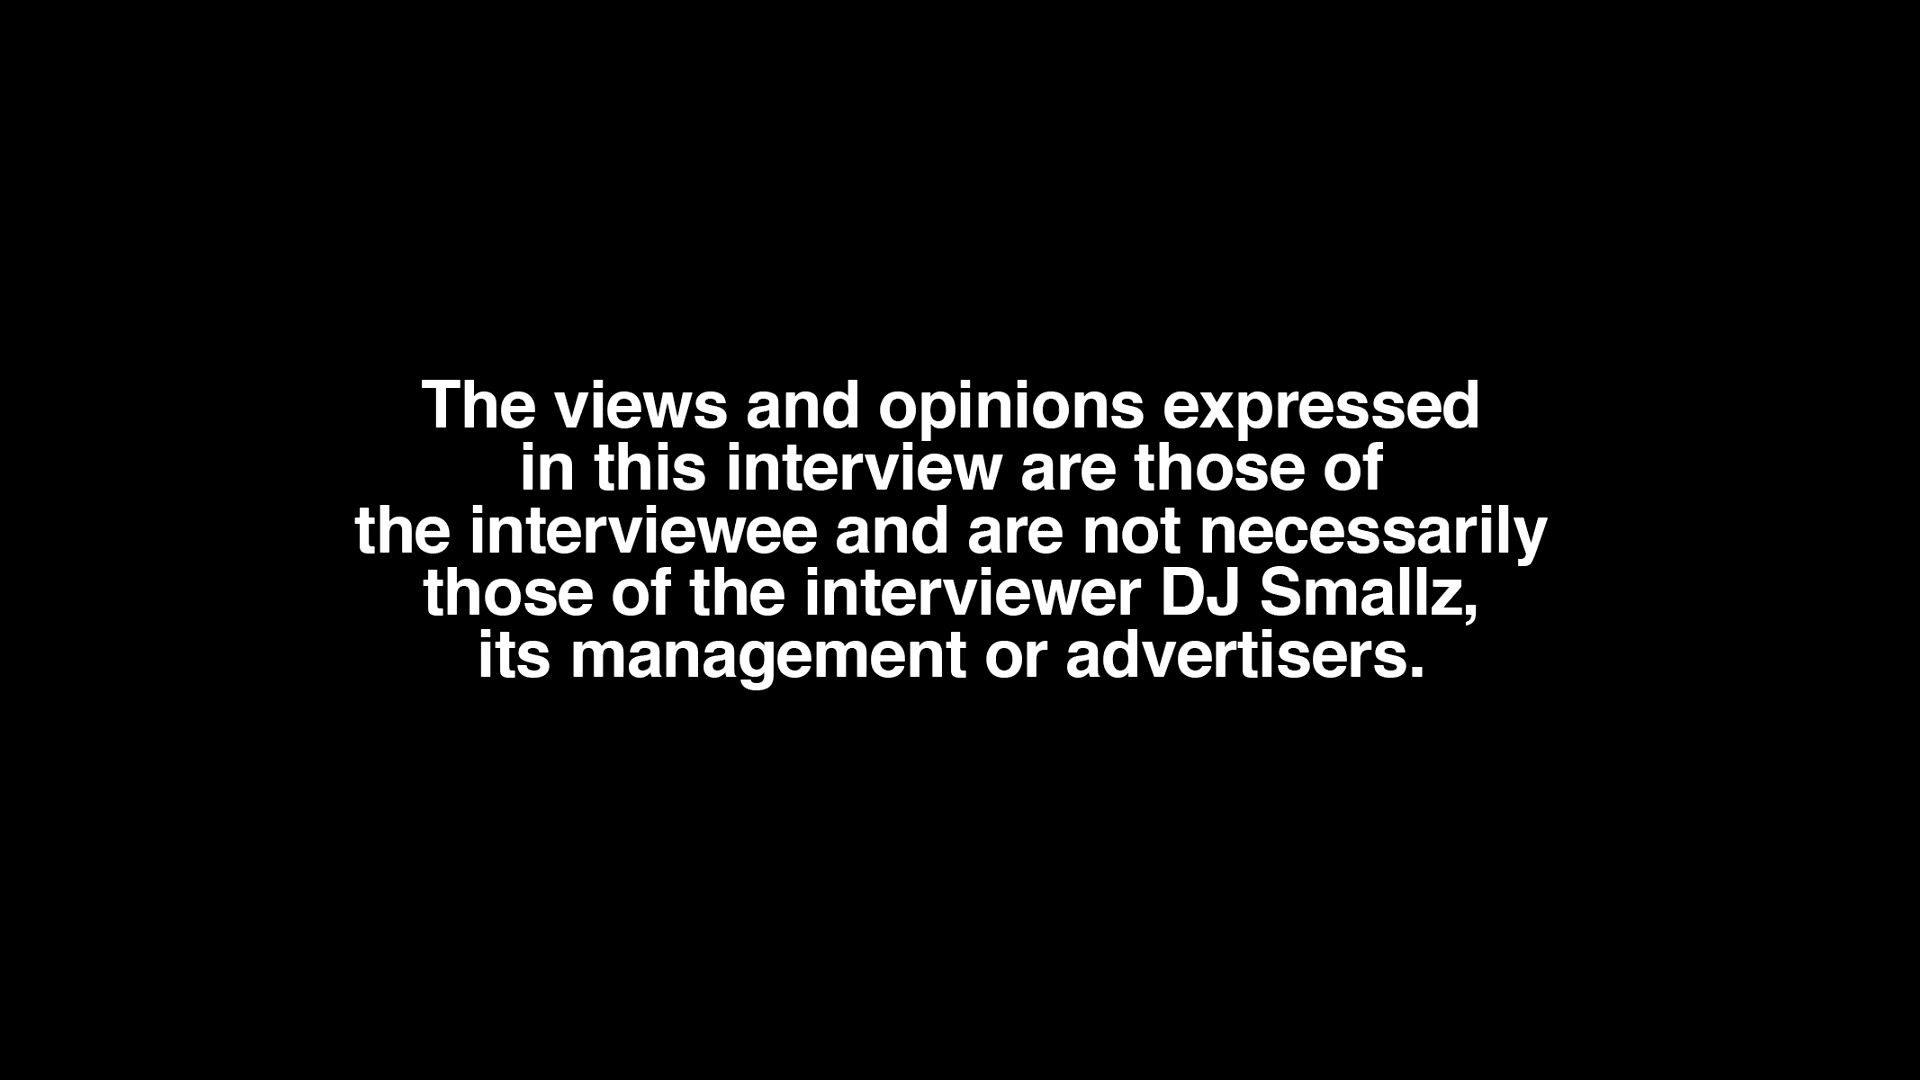 The views and opinions expressed
in this interview are those of
the interviewee and are not necessarily
those of the interviewer DJ Smallz,
its management or advertisers.